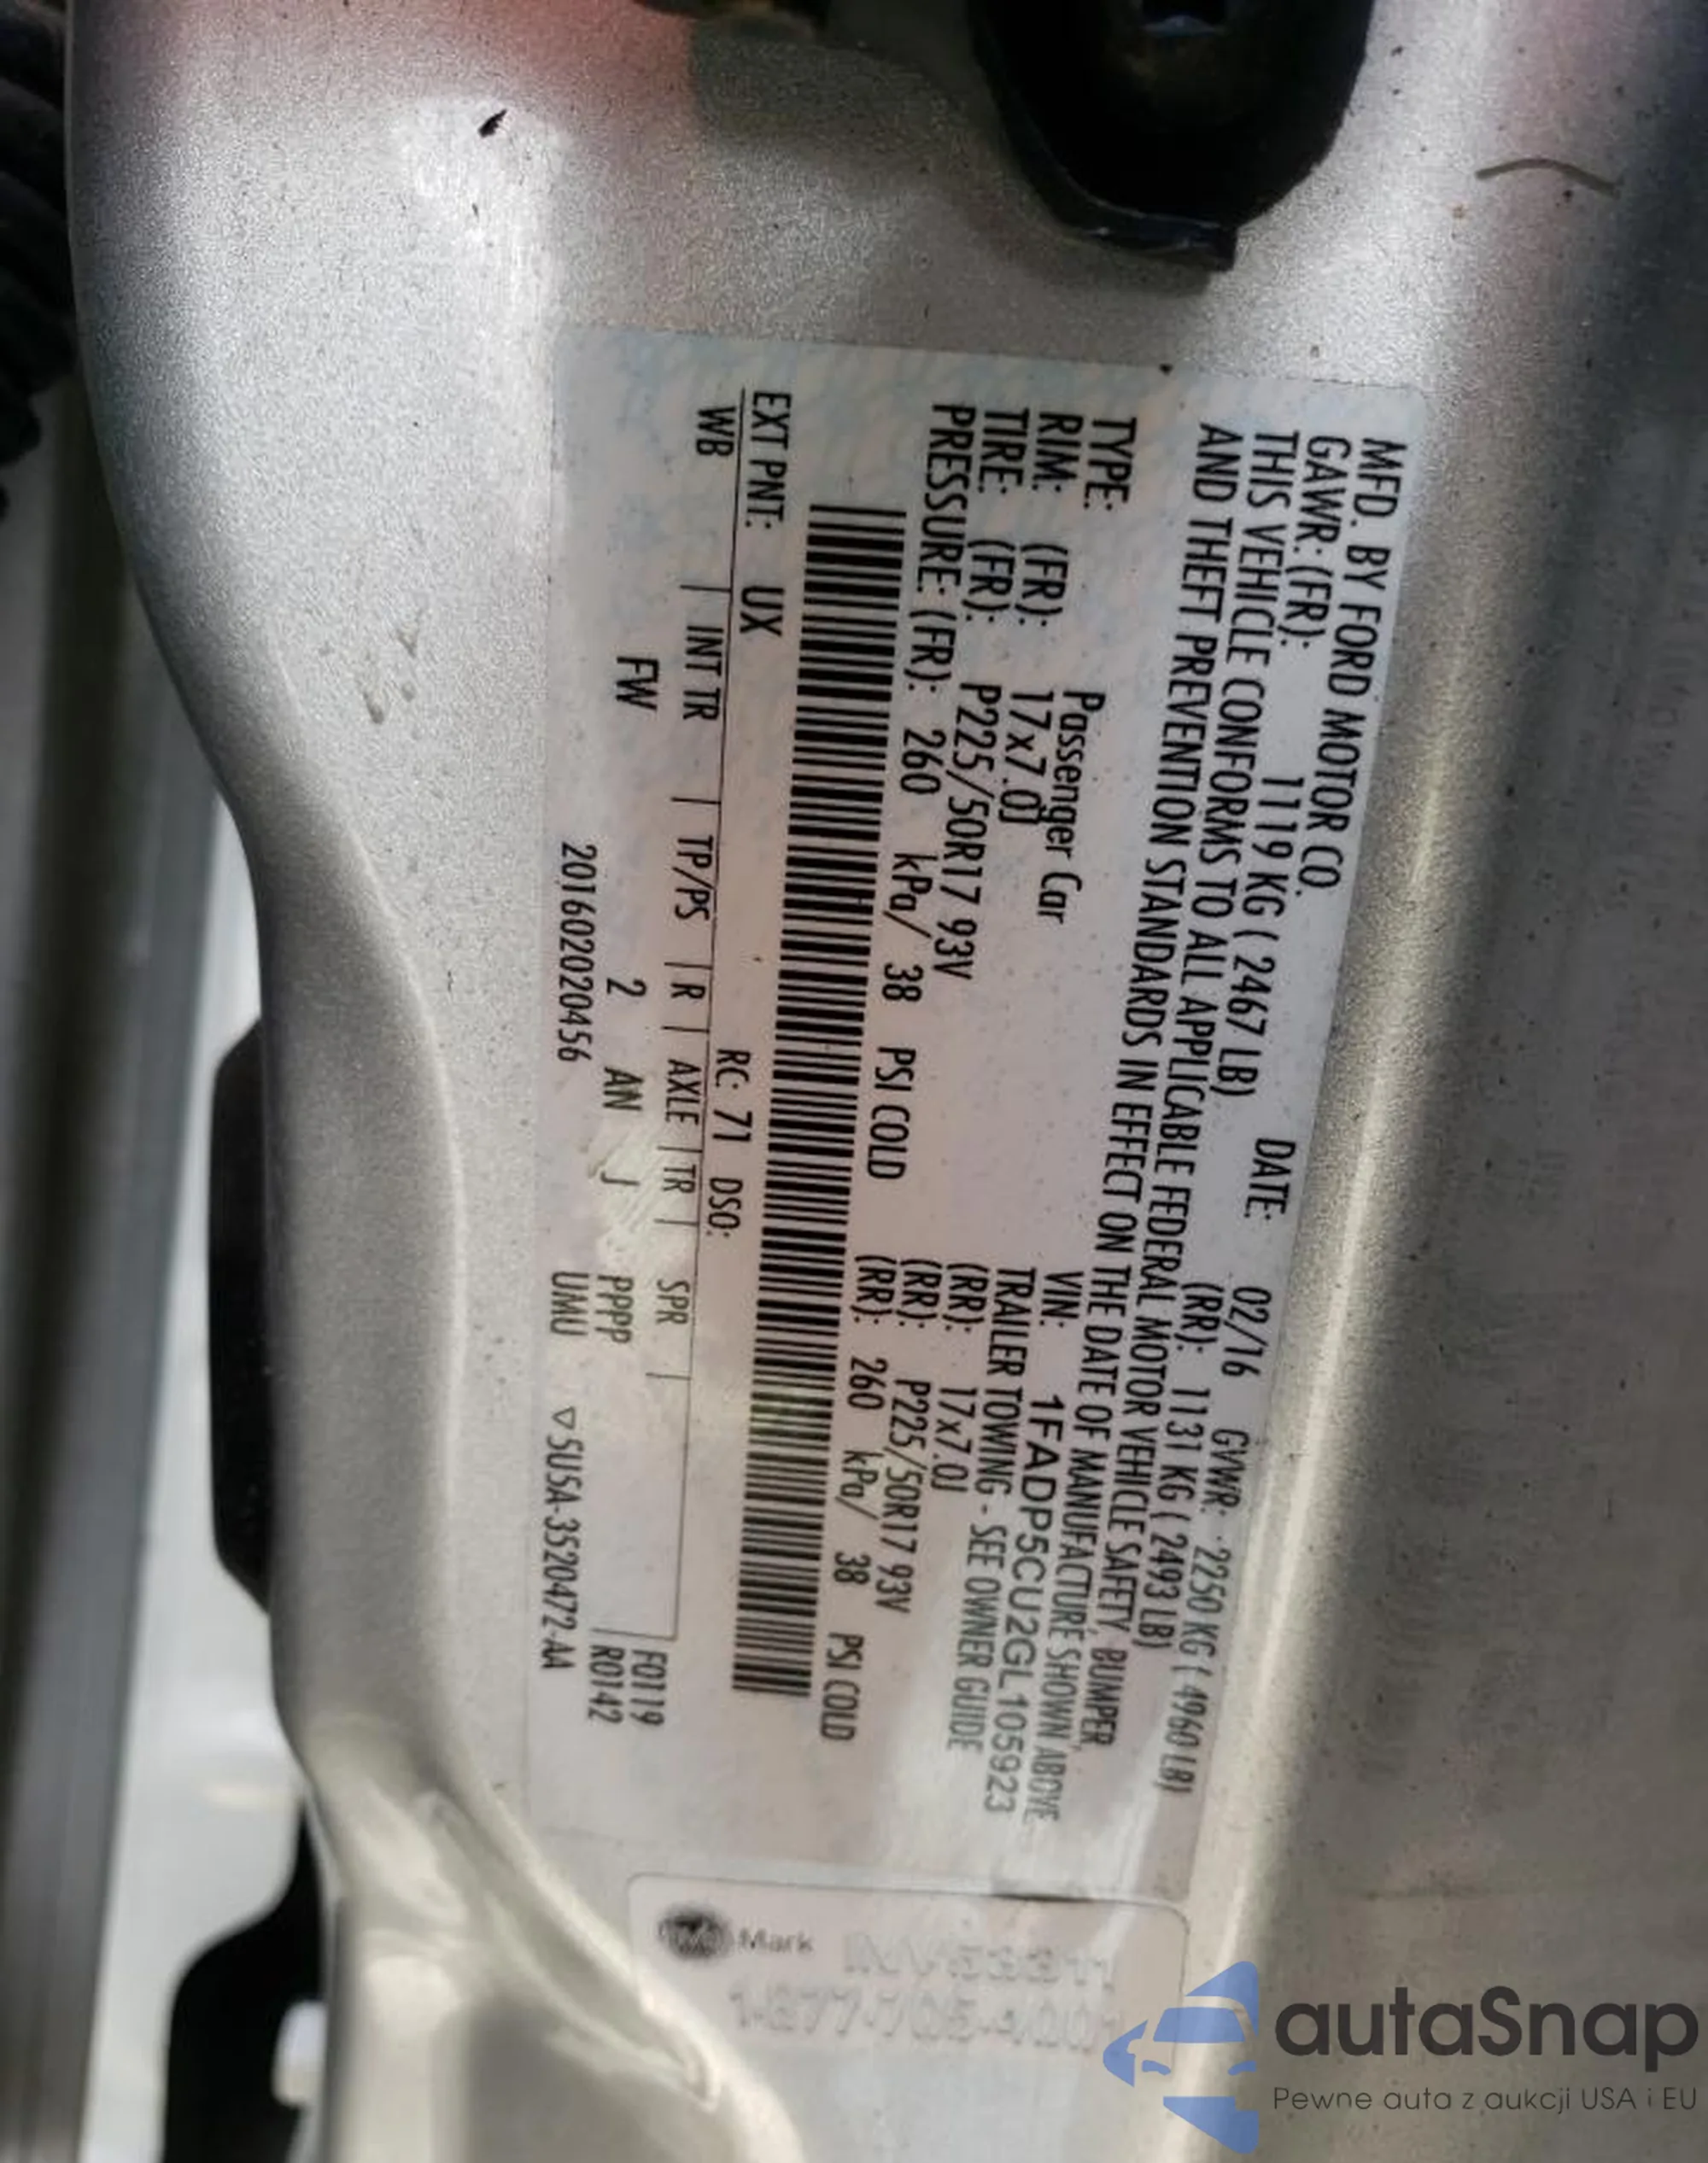 MFD. BY FORD MOTOR CO.
DATE: 02/16 GVWR: 2250 KG ( 4960 LB)
GAWR: (FR): 1119 KG ( 2467 LB) (RR): 1131 KG ( 2493 LB)
THIS VEHICLE CONFORMS TO ALL APPLICABLE FEDERAL MOTOR VEHICLE SAFETY, BUMPER,
AND THEFT PREVENTION STANDARDS IN EFFECT ON THE DATE OF MANUFACTURE SHOWN ABOVE
VIN: 1FADP5CU2GL105923
TYPE: Passenger Car TRAILER TOWING - SEE OWNER GUIDE
RIM: (FR): 17x7.0J (RR): 17x7.0J
TIRE: (FR): P225/50R17 93V (RR): P225/50R17 93V
PRESSURE: (FR): 260 kPa/ 38 PSI COLD (RR): 260 kPa/ 38 PSI COLD
EXT PNT: UX RC: 71 DSO:
WB | INT TR | TP/PS | R | AXLE | TR | SPR | F0119
FW 2 AN J PPPP R01422
20160202020456 UMU ▽5U5A-3520472-AA
Mark INV53311
autaSnap
Pewne auta z aukcji USA i EU